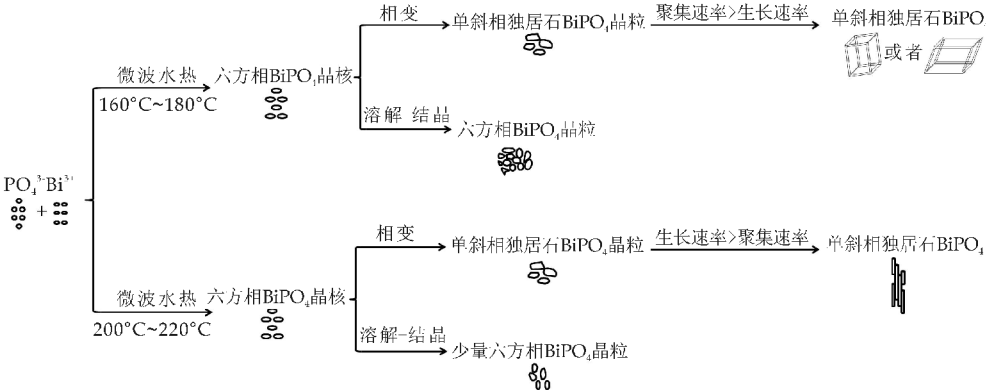 相变
单斜相独居石BiPO₄晶粒
聚集速率>生长速率
单斜相独居石BiPO
微波水热
160°C~180°C
六方相BiPO₄晶核
或者
溶解 结晶
六方相BiPO₄晶粒
PO₄³⁻Bi³⁺
+
相变
单斜相独居石BiPO₄晶粒
生长速率>聚集速率
单斜相独居石BiPO₄
微波水热
200°C~220°C
六方相BiPO₄晶核
溶解-结晶
少量六方相BiPO₄晶粒